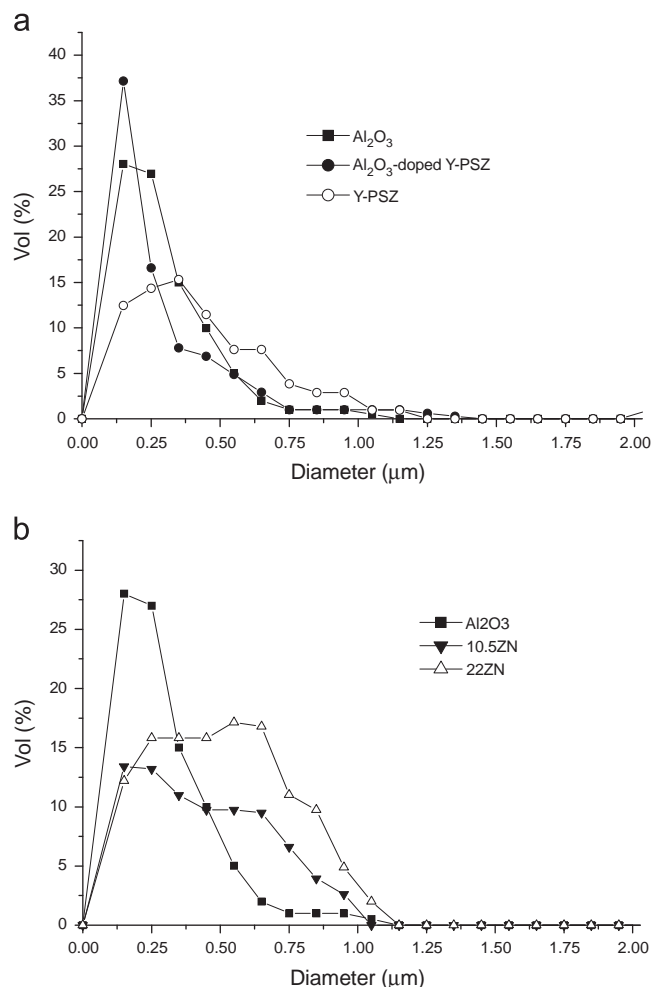 a
40
35
30
25
20
15
10
5
0
Vol (%)
Al₂O₃
Al₂O₃-doped Y-PSZ
Y-PSZ
0.00 0.25 0.50 0.75 1.00 1.25 1.50 1.75 2.00
Diameter (μm)
b
30
25
20
15
10
5
0
Vol (%)
Al2O3
10.5ZN
22ZN
0.00 0.25 0.50 0.75 1.00 1.25 1.50 1.75 2.00
Diameter (μm)